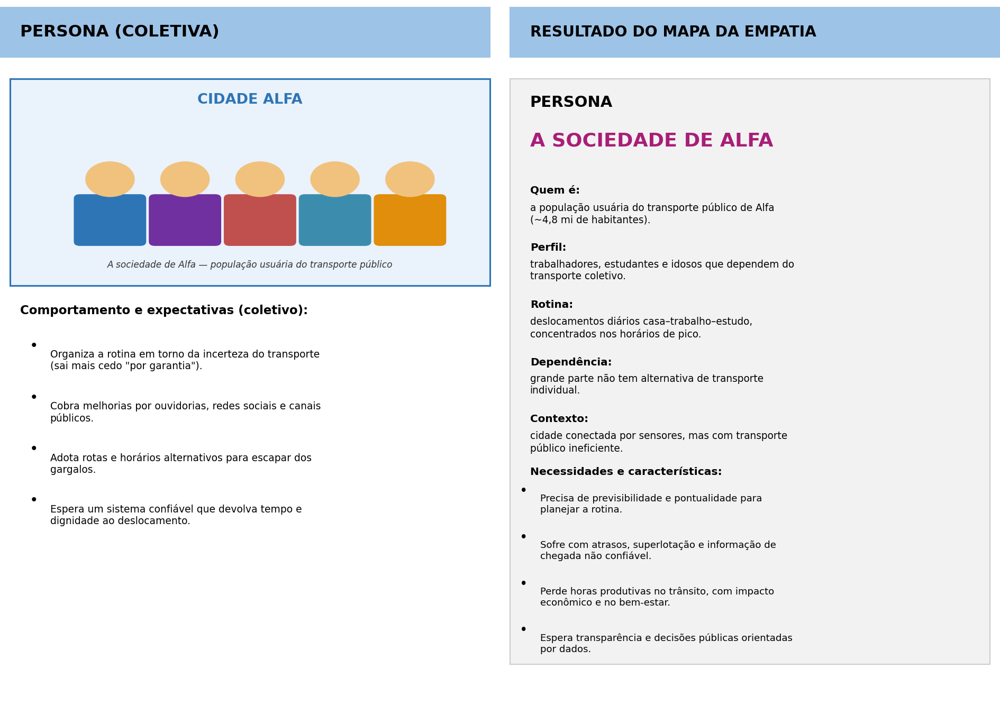 PERSONA (COLETIVA)
CIDADE ALFA
A sociedade de Alfa — população usuária do transporte público
Comportamento e expectativas (coletivo):
• Organiza a rotina em torno da incerteza do transporte
(sai mais cedo "por garantia").
• Cobra melhorias por ouvidorias, redes sociais e canais
públicos.
• Adota rotas e horários alternativos para escapar dos
gargalos.
• Espera um sistema confiável que devolva tempo e
dignidade ao deslocamento.
RESULTADO DO MAPA DA EMPATIA
PERSONA
A SOCIEDADE DE ALFA
Quem é:
a população usuária do transporte público de Alfa
(~4,8 mi de habitantes).
Perfil:
trabalhadores, estudantes e idosos que dependem do
transporte coletivo.
Rotina:
deslocamentos diários casa–trabalho–estudo,
concentrados nos horários de pico.
Dependência:
grande parte não tem alternativa de transporte
individual.
Contexto:
cidade conectada por sensores, mas com transporte
público ineficiente.
Necessidades e características:
• Precisa de previsibilidade e pontualidade para
planejar a rotina.
• Sofre com atrasos, superlotação e informação de
chegada não confiável.
• Perde horas produtivas no trânsito, com impacto
econômico e no bem-estar.
• Espera transparência e decisões públicas orientadas
por dados.